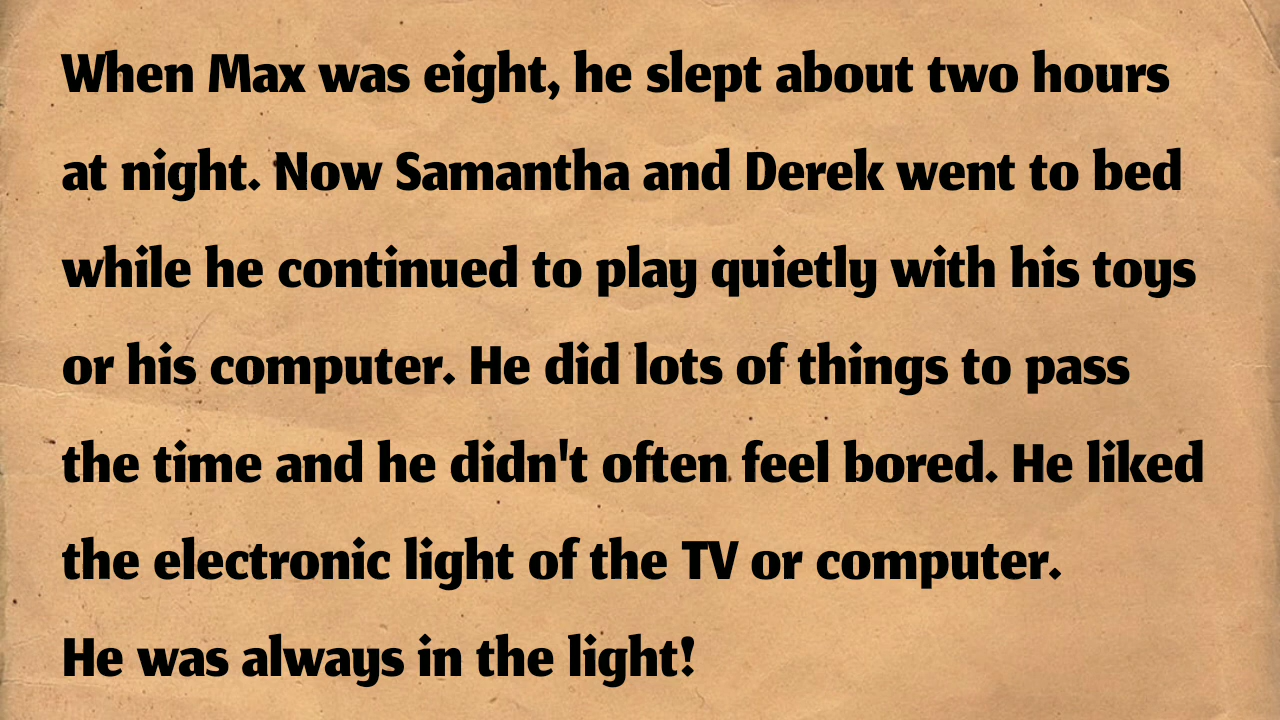 When Max was eight, he slept about two hours
at night. Now Samantha and Derek went to bed
while he continued to play quietly with his toys
or his computer. He did lots of things to pass
the time and he didn't often feel bored. He liked
the electronic light of the TV or computer.
He was always in the light!